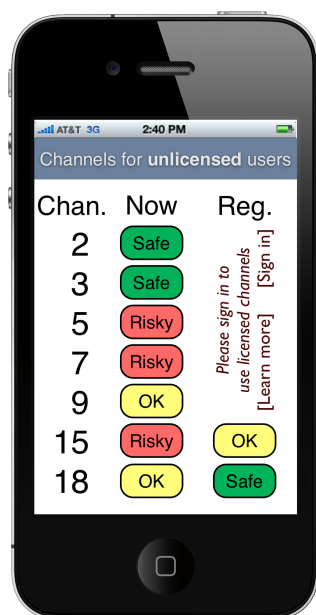 AT&T 3G 2:40 PM
Channels for unlicensed users
Chan. Now Reg.
2 Safe
3 Safe
5 Risky
7 Risky
9 OK
Please sign in to
use licensed channels
[Learn more] [Sign in]
15 Risky OK
18 OK Safe